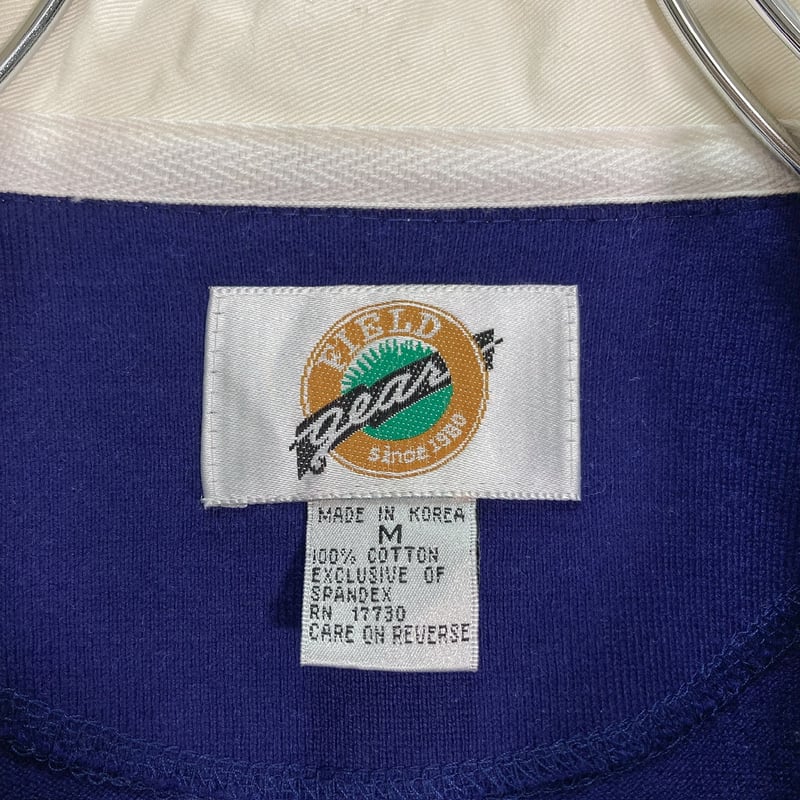 FIELD
gear
since 1980
MADE IN KOREA
M
100% COTTON
EXCLUSIVE OF
SPANDEX
RN 17730
CARE ON REVERSE